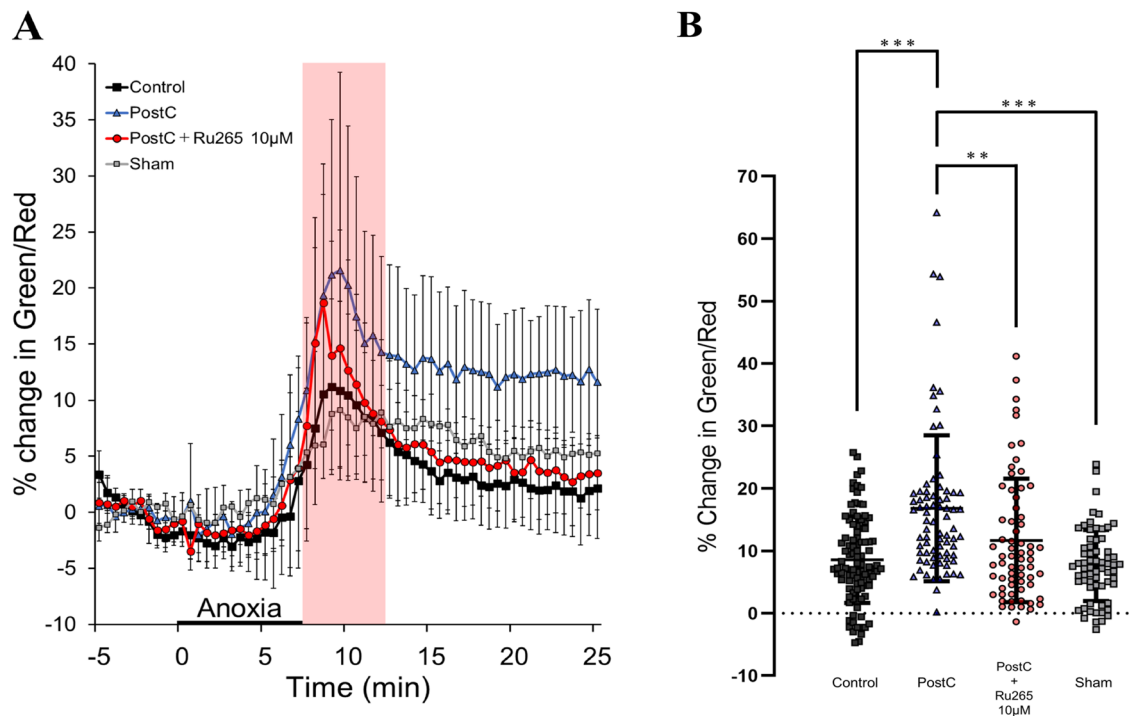 A
% change in Green/Red
40
35
30
25
20
15
10
5
0
-5
-10
Control
PostC
PostC + Ru265 10μM
Sham
Anoxia
-5
0
5
10
15
20
25
Time (min)
B
% Change in Green/Red
***
***
**
70
60
50
40
30
20
10
0
-10
Control
PostC
PostC
+
Ru265
10μM
Sham